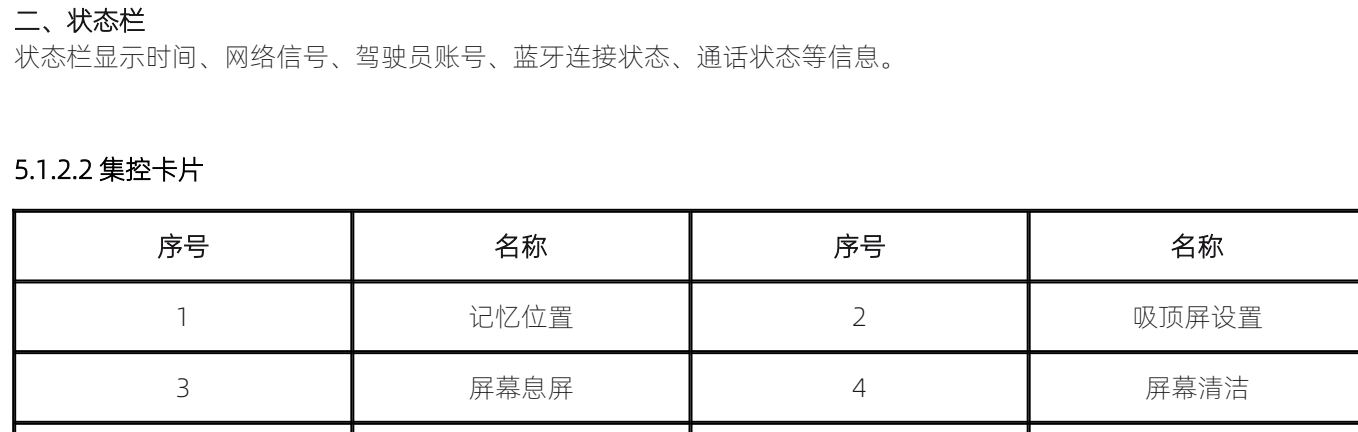 二、状态栏
状态栏显示时间、网络信号、驾驶员账号、蓝牙连接状态、通话状态等信息。
5.1.2.2 集控卡片
序号 名称 序号 名称
1 记忆位置 2 吸顶屏设置
3 屏幕息屏 4 屏幕清洁